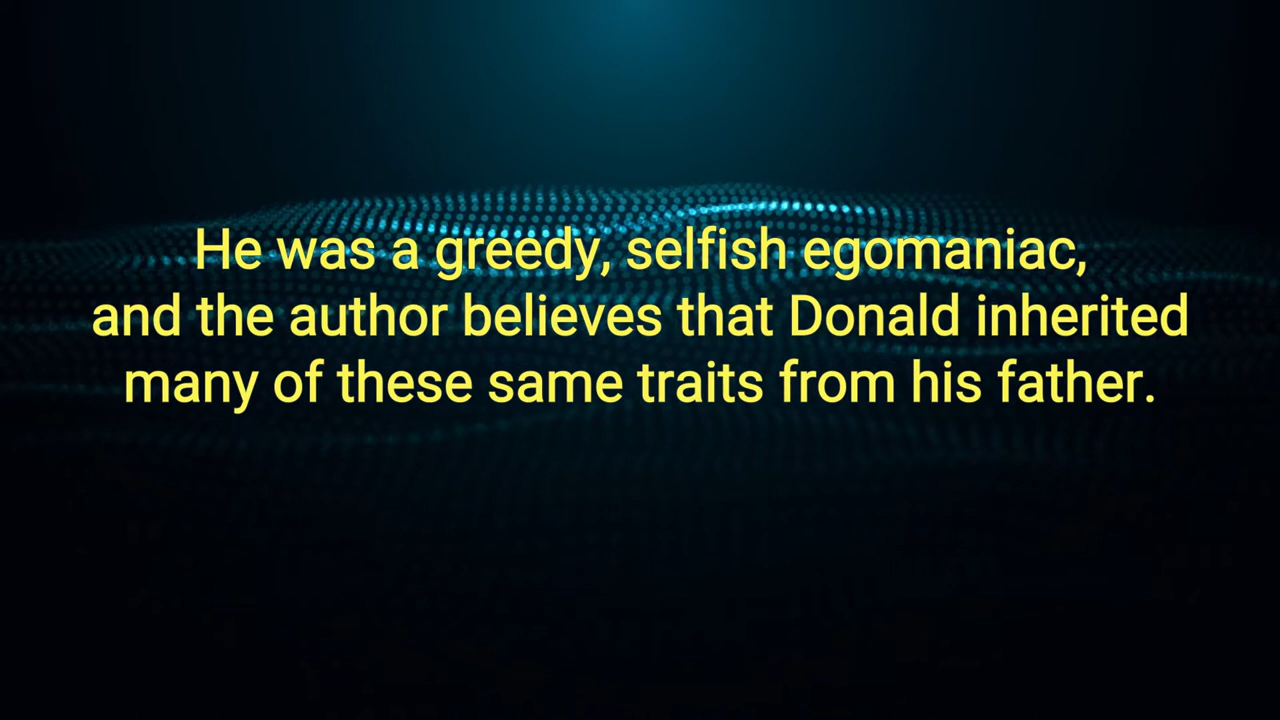 He was a greedy, selfish egomaniac,
and the author believes that Donald inherited
many of these same traits from his father.